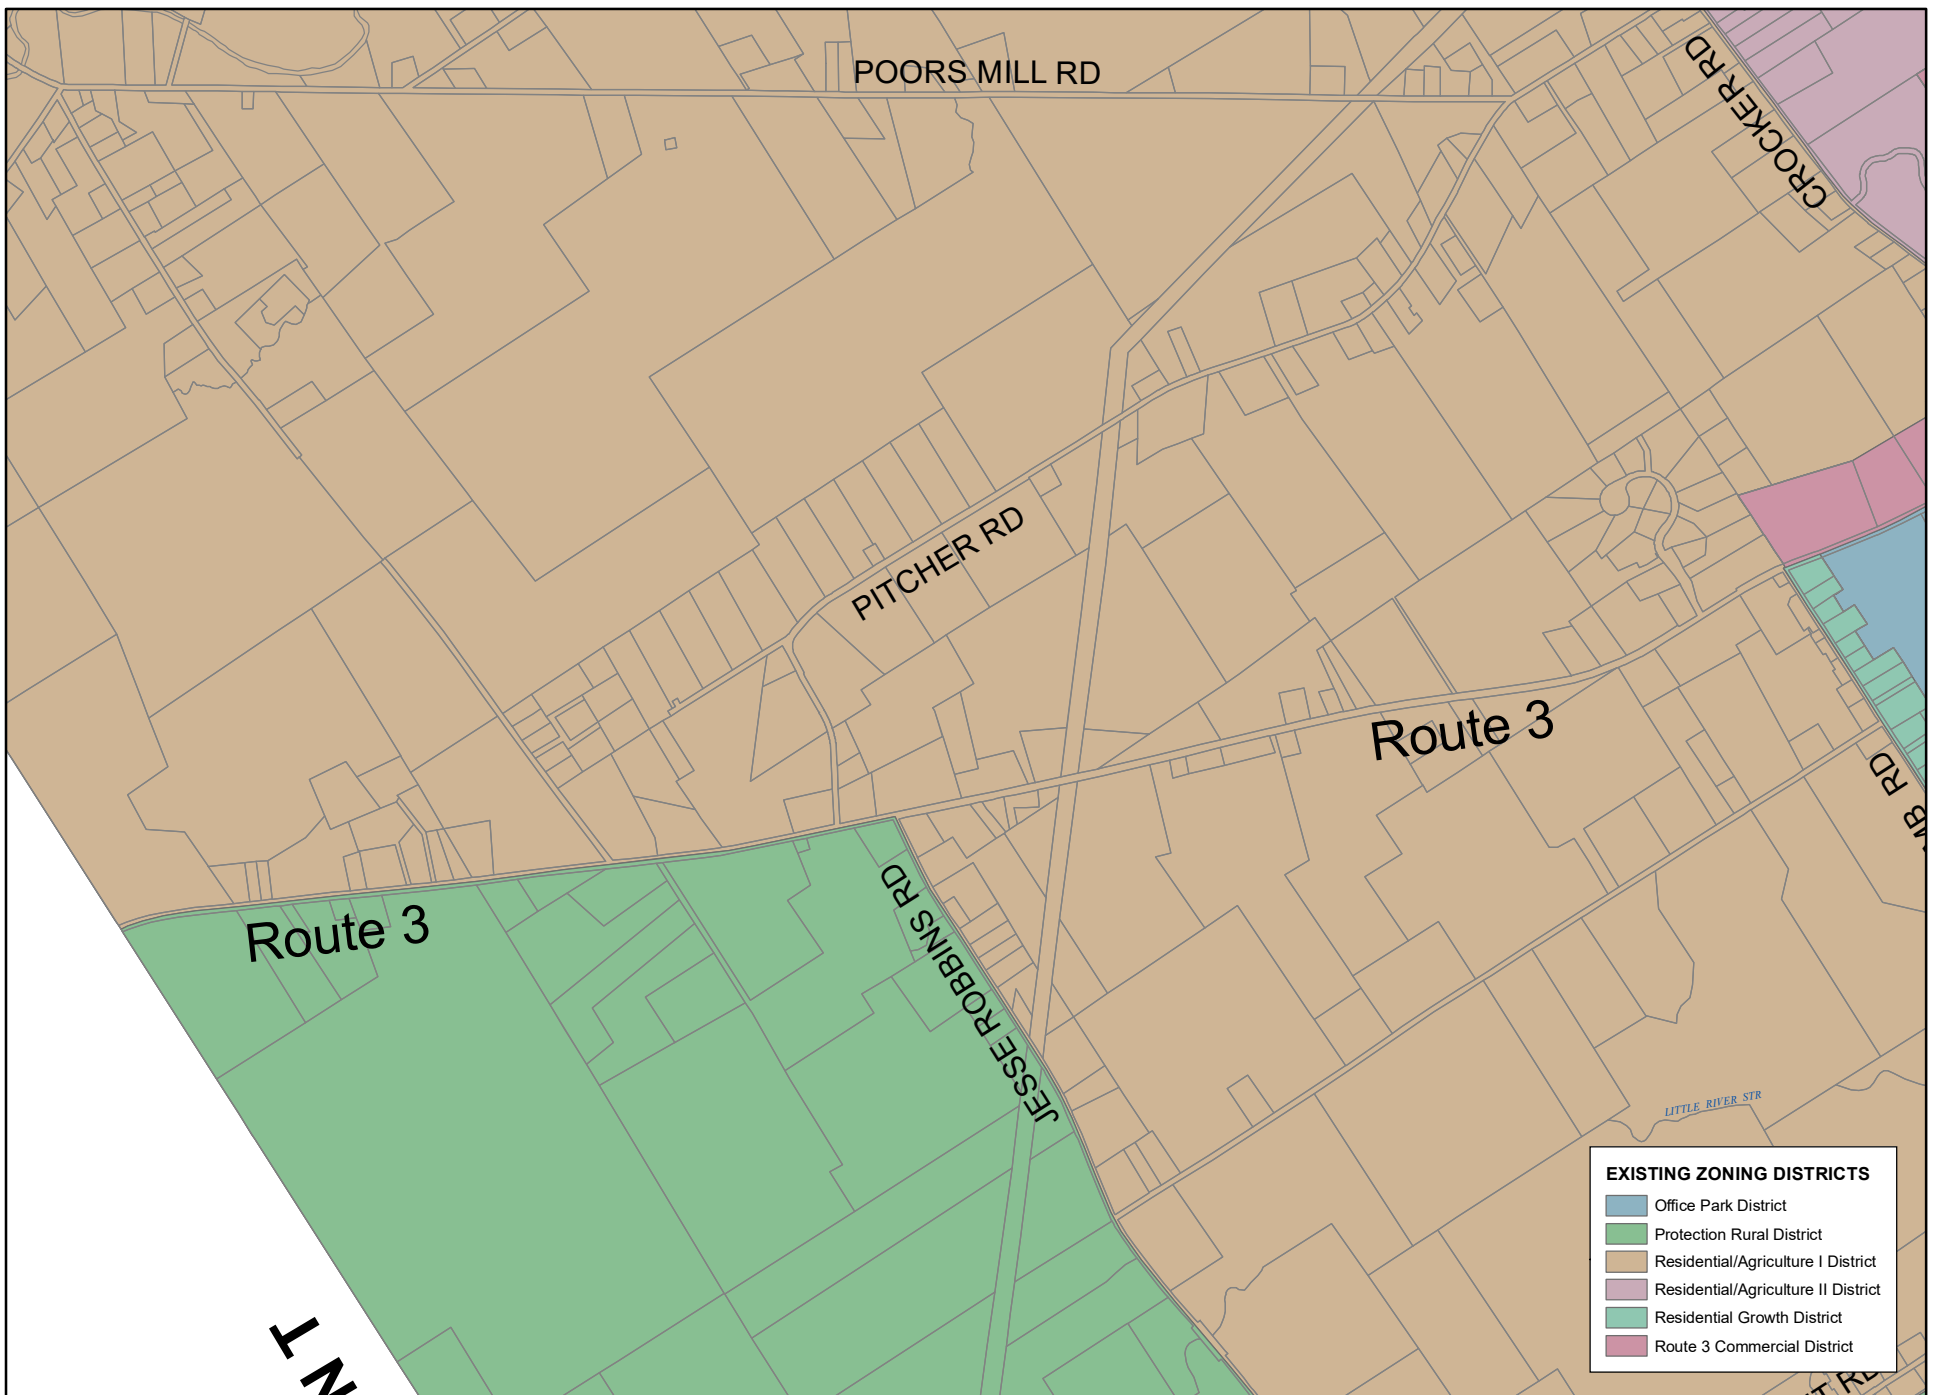 POORS MILL RD
CROCKER RD
PITCHER RD
Route 3
RD
Route 3
JESSE ROBBINS RD
LITTLE RIVER STR
EXISTING ZONING DISTRICTS
Office Park District
Protection Rural District
Residential/Agriculture I District
Residential/Agriculture II District
Residential Growth District
Route 3 Commercial District